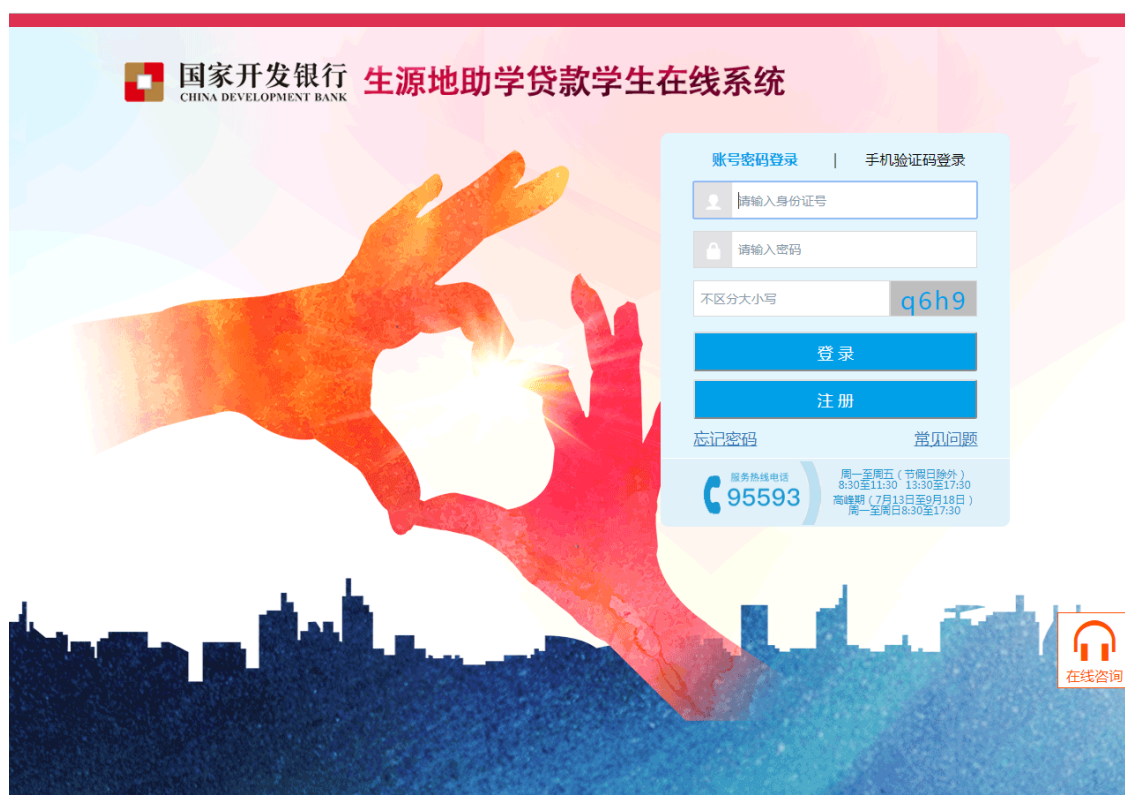 国家开发银行
CHINA DEVELOPMENT BANK
生源地助学贷款学生在线系统
账号密码登录 | 手机验证码登录
请输入身份证号
请输入密码
不区分大小写
q6h9
登 录
注 册
忘记密码
常见问题
服务热线电话
95593
周一至周五（节假日除外）
8:30至11:30 13:30至17:30
高峰期（7月13日至9月18日）
周一至周日8:30至17:30
在线咨询